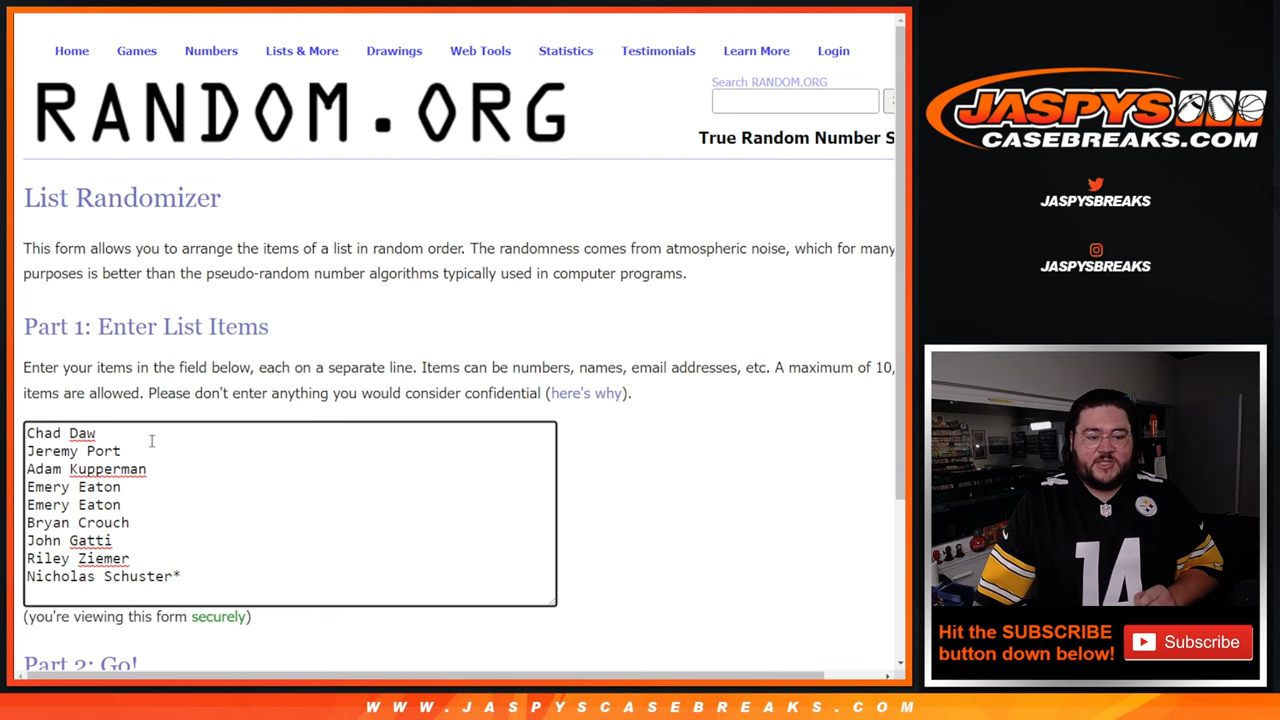 Home Games Numbers Lists & More Drawings Web Tools Statistics Testimonials Learn More Login
Search RANDOM.ORG
RANDOM.ORG
True Random Number S
List Randomizer
This form allows you to arrange the items of a list in random order. The randomness comes from atmospheric noise, which for many
purposes is better than the pseudo-random number algorithms typically used in computer programs.
Part 1: Enter List Items
Enter your items in the field below, each on a separate line. Items can be numbers, names, email addresses, etc. A maximum of 10,
items are allowed. Please don't enter anything you would consider confidential (here's why).
Chad Daw
Jeremy Port
Adam Kupperman
Emery Eaton
Emery Eaton
Bryan Crouch
John Gatti
Riley Ziemer
Nicholas Schuster*
(you're viewing this form securely)
Part 2: Go!
JASPYS
CASEBREAKS.COM
JASPYSBREAKS
JASPYSBREAKS
14
Hit the SUBSCRIBE
button down below!
Subscribe
WWW.JASPYSCASEBREAKS.COM